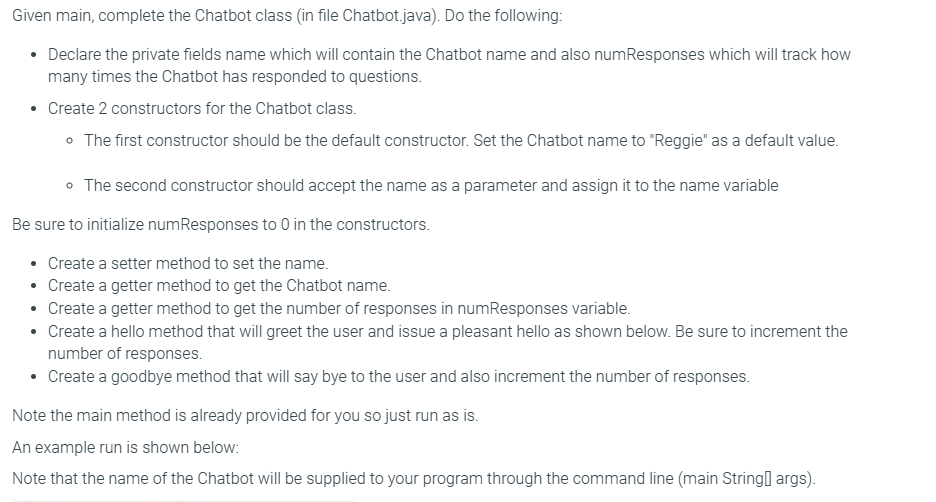 Given main, complete the Chatbot class (in file Chatbot.java). Do the following:
• Declare the private fields name which will contain the Chatbot name and also numResponses which will track how
many times the Chatbot has responded to questions.
• Create 2 constructors for the Chatbot class.
◦ The first constructor should be the default constructor. Set the Chatbot name to "Reggie" as a default value.
◦ The second constructor should accept the name as a parameter and assign it to the name variable
Be sure to initialize numResponses to 0 in the constructors.
• Create a setter method to set the name.
• Create a getter method to get the Chatbot name.
• Create a getter method to get the number of responses in numResponses variable.
• Create a hello method that will greet the user and issue a pleasant hello as shown below. Be sure to increment the
number of responses.
• Create a goodbye method that will say bye to the user and also increment the number of responses.
Note the main method is already provided for you so just run as is.
An example run is shown below:
Note that the name of the Chatbot will be supplied to your program through the command line (main String[] args).